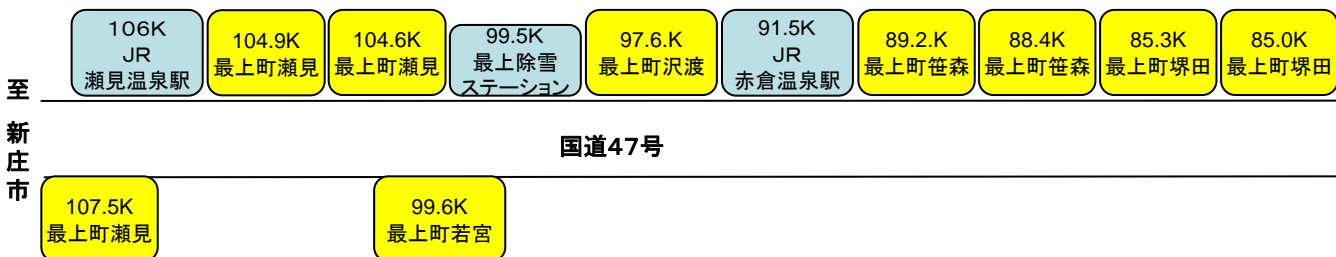 106K
JR
瀬見温泉駅
104.9K
最上町瀬見
104.6K
最上町瀬見
99.5K
最上除雪
ステーション
97.6.K
最上町沢渡
91.5K
JR
赤倉温泉駅
89.2.K
最上町笹森
88.4K
最上町笹森
85.3K
最上町堺田
85.0K
最上町堺田
至 新庄市
国道47号
107.5K
最上町瀬見
99.6K
最上町若宮